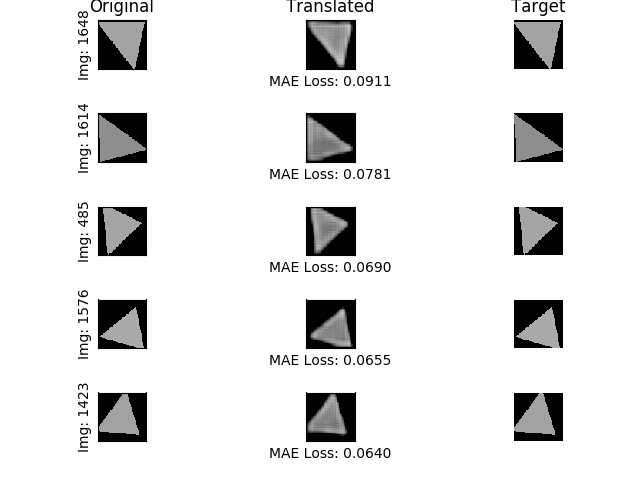 Original Translated Target
Img: 1648
MAE Loss: 0.0911
Img: 1614
MAE Loss: 0.0781
Img: 485
MAE Loss: 0.0690
Img: 1576
MAE Loss: 0.0655
Img: 1423
MAE Loss: 0.0640